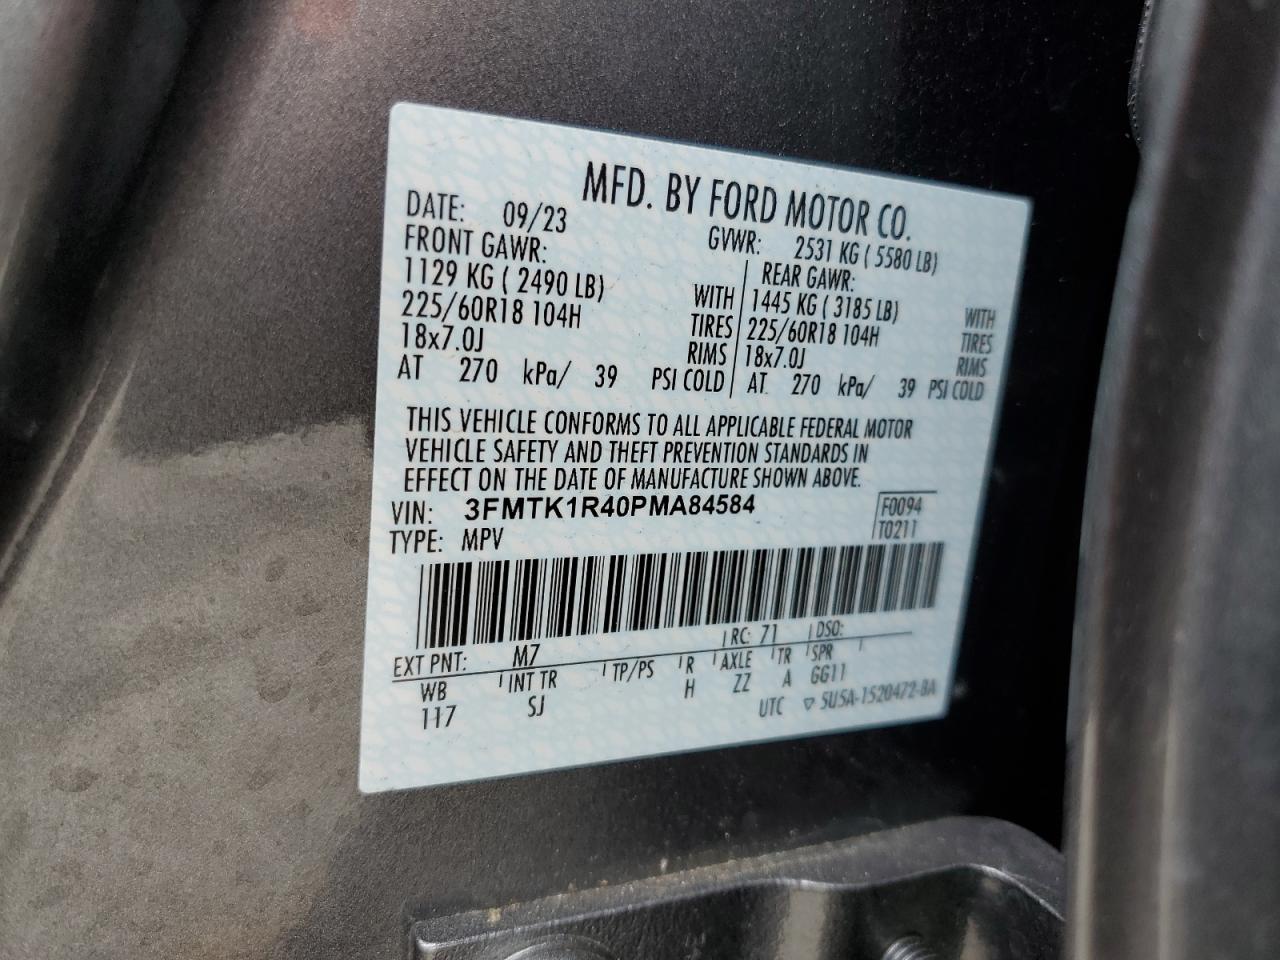 MFD. BY FORD MOTOR CO.
DATE: 09/23 GVWR: 2531 KG ( 5580 LB)
FRONT GAWR: REAR GAWR:
1129 KG ( 2490 LB) WITH 1445 KG ( 3185 LB) WITH
225/60R18 104H TIRES 225/60R18 104H TIRES
18x7.0J RIMS 18x7.0J RIMS
AT 270 kPa/ 39 PSI COLD AT 270 kPa/ 39 PSI COLD
THIS VEHICLE CONFORMS TO ALL APPLICABLE FEDERAL MOTOR
VEHICLE SAFETY AND THEFT PREVENTION STANDARDS IN
EFFECT ON THE DATE OF MANUFACTURE SHOWN ABOVE.
VIN: 3FMTK1R40PMA84584 F0094
TYPE: MPV T0211
EXT PNT: M7 RC: 71 DSO:
WB INT TR TP/PS R AXLE TR SPR
117 SJ H ZZ A GG11
UTC ▽ 5U5A-1520472-BA